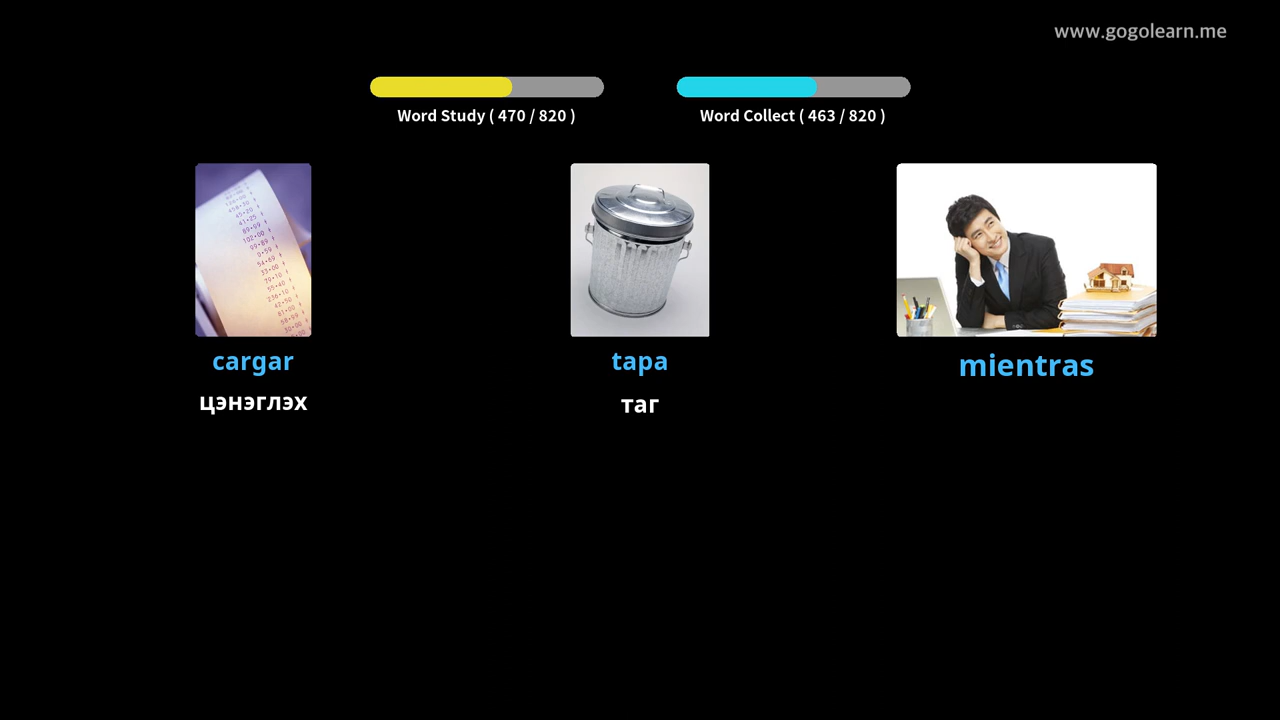 www.gogolearn.me
Word Study ( 470 / 820 )
Word Collect ( 463 / 820 )
cargar
tapa
mientras
цэнэглэх
таг